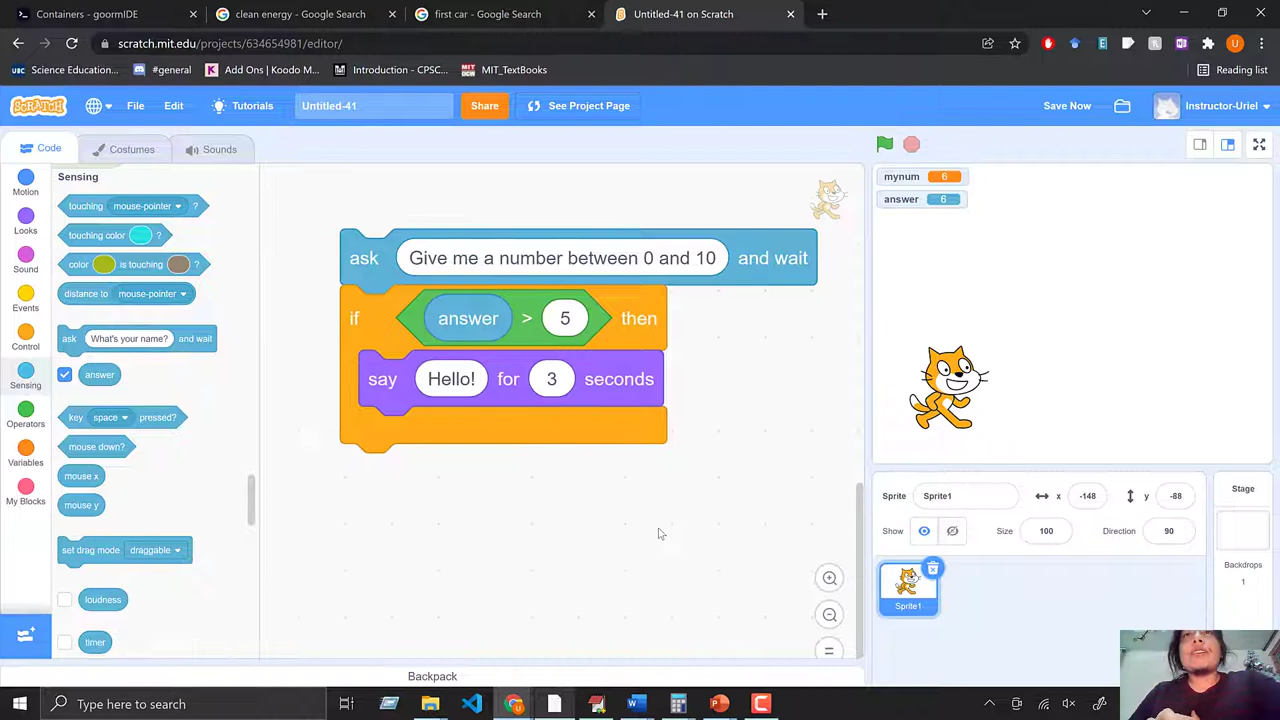 Containers - goormIDE
clean energy - Google Search
first car - Google Search
Untitled-41 on Scratch
scratch.mit.edu/projects/634654981/editor/
Science Education...
#general
Add Ons | Koodo M...
Introduction - CPSC...
MIT_TextBooks
Reading list
SCRATCH
File
Edit
Tutorials
Untitled-41
Share
See Project Page
Save Now
Instructor-Uriel
Code
Costumes
Sounds
Motion
Looks
Sound
Events
Control
Sensing
Operators
Variables
My Blocks
Sensing
touching mouse-pointer ?
touching color ?
color is touching ?
distance to mouse-pointer
ask What's your name? and wait
answer
key space pressed?
mouse down?
mouse x
mouse y
set drag mode draggable
loudness
timer
ask Give me a number between 0 and 10 and wait
if answer > 5 then
say Hello! for 3 seconds
mynum 6
answer 6
Sprite Sprite1 x -148 y -88
Show Size 100 Direction 90
Sprite1
Stage
Backdrops
1
Backpack
Type here to search